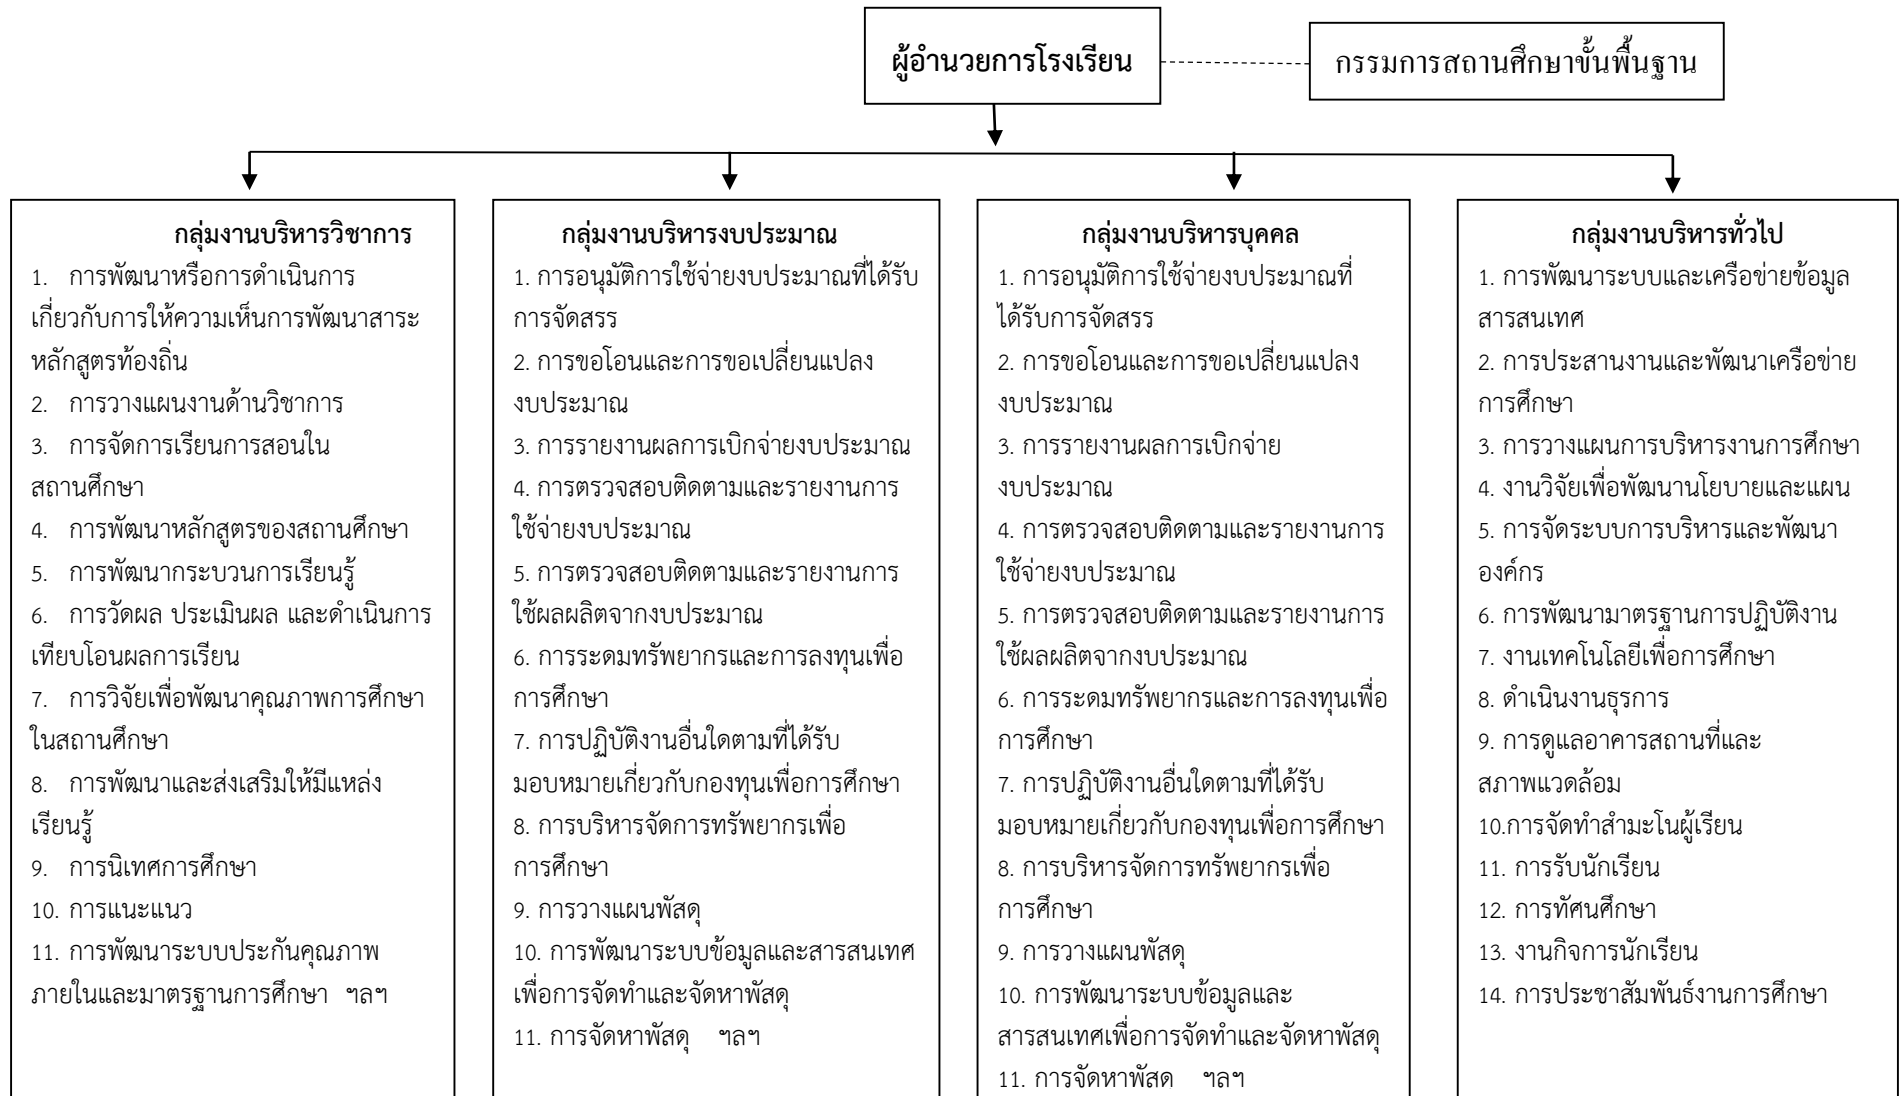 ผู้อำนวยการโรงเรียน
กรรมการสถานศึกษาขั้นพื้นฐาน
กลุ่มงานบริหารวิชาการ
1. การพัฒนาหรือการดำเนินการ
เกี่ยวกับการให้ความเห็นการพัฒนาสาระ
หลักสูตรท้องถิ่น
2. การวางแผนงานด้านวิชาการ
3. การจัดการเรียนการสอนใน
สถานศึกษา
4. การพัฒนาหลักสูตรของสถานศึกษา
5. การพัฒนากระบวนการเรียนรู้
6. การวัดผล ประเมินผล และดำเนินการ
เทียบโอนผลการเรียน
7. การวิจัยเพื่อพัฒนาคุณภาพการศึกษา
ในสถานศึกษา
8. การพัฒนาและส่งเสริมให้มีแหล่ง
เรียนรู้
9. การนิเทศการศึกษา
10. การแนะแนว
11. การพัฒนาระบบประกันคุณภาพ
ภายในและมาตรฐานการศึกษา ฯลฯ
กลุ่มงานบริหารงบประมาณ
1. การอนุมัติการใช้จ่ายงบประมาณที่ได้รับ
การจัดสรร
2. การขอโอนและการขอเปลี่ยนแปลง
งบประมาณ
3. การรายงานผลการเบิกจ่ายงบประมาณ
4. การตรวจสอบติดตามและรายงานการ
ใช้จ่ายงบประมาณ
5. การตรวจสอบติดตามและรายงานการ
ใช้ผลผลิตจากงบประมาณ
6. การระดมทรัพยากรและการลงทุนเพื่อ
การศึกษา
7. การปฏิบัติงานอื่นใดตามที่ได้รับ
มอบหมายเกี่ยวกับกองทุนเพื่อการศึกษา
8. การบริหารจัดการทรัพยากรเพื่อ
การศึกษา
9. การวางแผนพัสดุ
10. การพัฒนาระบบข้อมูลและสารสนเทศ
เพื่อการจัดทำและจัดหาพัสดุ
11. การจัดหาพัสดุ ฯลฯ
กลุ่มงานบริหารบุคคล
1. การอนุมัติการใช้จ่ายงบประมาณที่
ได้รับการจัดสรร
2. การขอโอนและการขอเปลี่ยนแปลง
งบประมาณ
3. การรายงานผลการเบิกจ่าย
งบประมาณ
4. การตรวจสอบติดตามและรายงานการ
ใช้จ่ายงบประมาณ
5. การตรวจสอบติดตามและรายงานการ
ใช้ผลผลิตจากงบประมาณ
6. การระดมทรัพยากรและการลงทุนเพื่อ
การศึกษา
7. การปฏิบัติงานอื่นใดตามที่ได้รับ
มอบหมายเกี่ยวกับกองทุนเพื่อการศึกษา
8. การบริหารจัดการทรัพยากรเพื่อ
การศึกษา
9. การวางแผนพัสดุ
10. การพัฒนาระบบข้อมูลและ
สารสนเทศเพื่อการจัดทำและจัดหาพัสดุ
11. การจัดหาพัสด ฯลฯ
กลุ่มงานบริหารทั่วไป
1. การพัฒนาระบบและเครือข่ายข้อมูล
สารสนเทศ
2. การประสานงานและพัฒนาเครือข่าย
การศึกษา
3. การวางแผนการบริหารงานการศึกษา
4. งานวิจัยเพื่อพัฒนานโยบายและแผน
5. การจัดระบบการบริหารและพัฒนา
องค์กร
6. การพัฒนามาตรฐานการปฏิบัติงาน
7. งานเทคโนโลยีเพื่อการศึกษา
8. ดำเนินงานธุรการ
9. การดูแลอาคารสถานที่และ
สภาพแวดล้อม
10.การจัดทำสำมะโนผู้เรียน
11. การรับนักเรียน
12. การทัศนศึกษา
13. งานกิจการนักเรียน
14. การประชาสัมพันธ์งานการศึกษา